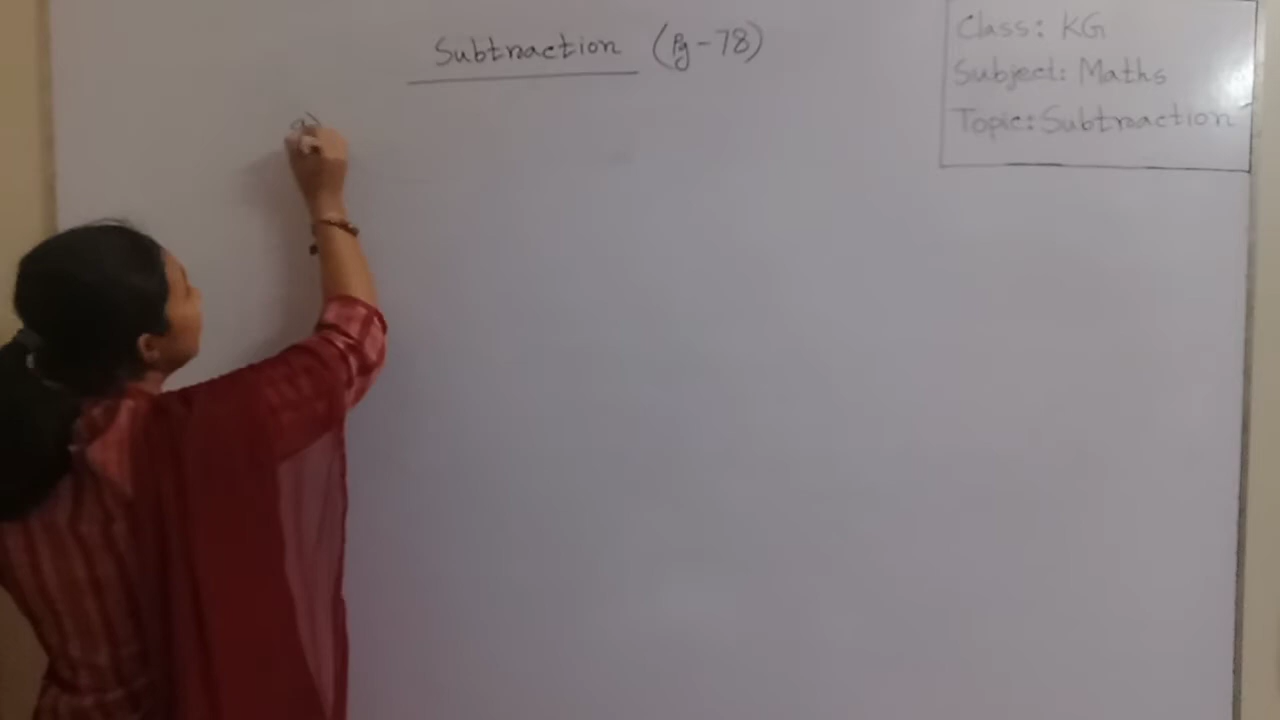 Subtraction (Pg-78)
Class: KG
Subject: Maths
Topic: Subtraction
a)